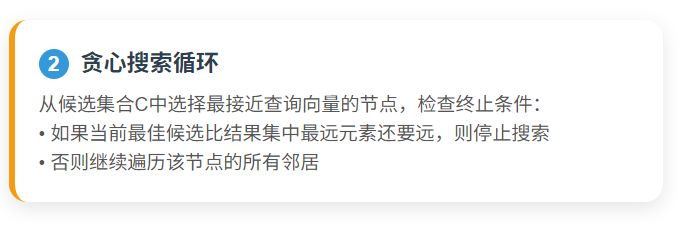 2 贪心搜索循环
从候选集合C中选择最接近查询向量的节点，检查终止条件：
• 如果当前最佳候选比结果集中最远元素还要远，则停止搜索
• 否则继续遍历该节点的所有邻居